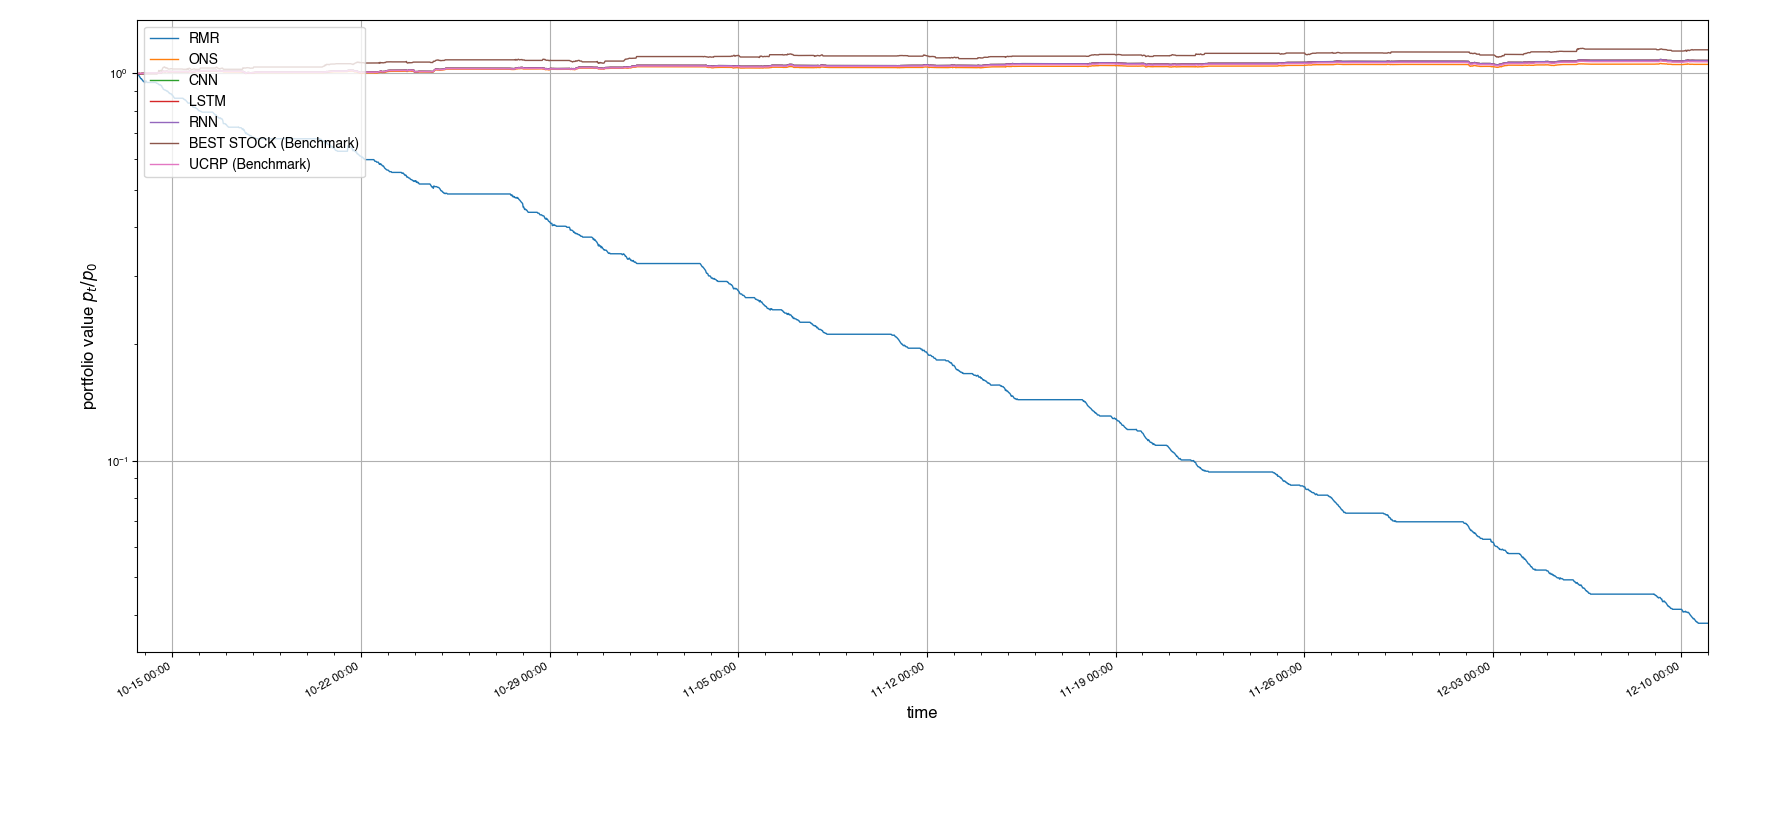 RMR
ONS
CNN
LSTM
RNN
BEST STOCK (Benchmark)
UCRP (Benchmark)
10⁰
10⁻¹
portfolio value pₜ/p₀
10-15 00:00
10-22 00:00
10-29 00:00
11-05 00:00
11-12 00:00
11-19 00:00
11-26 00:00
12-03 00:00
12-10 00:00
time